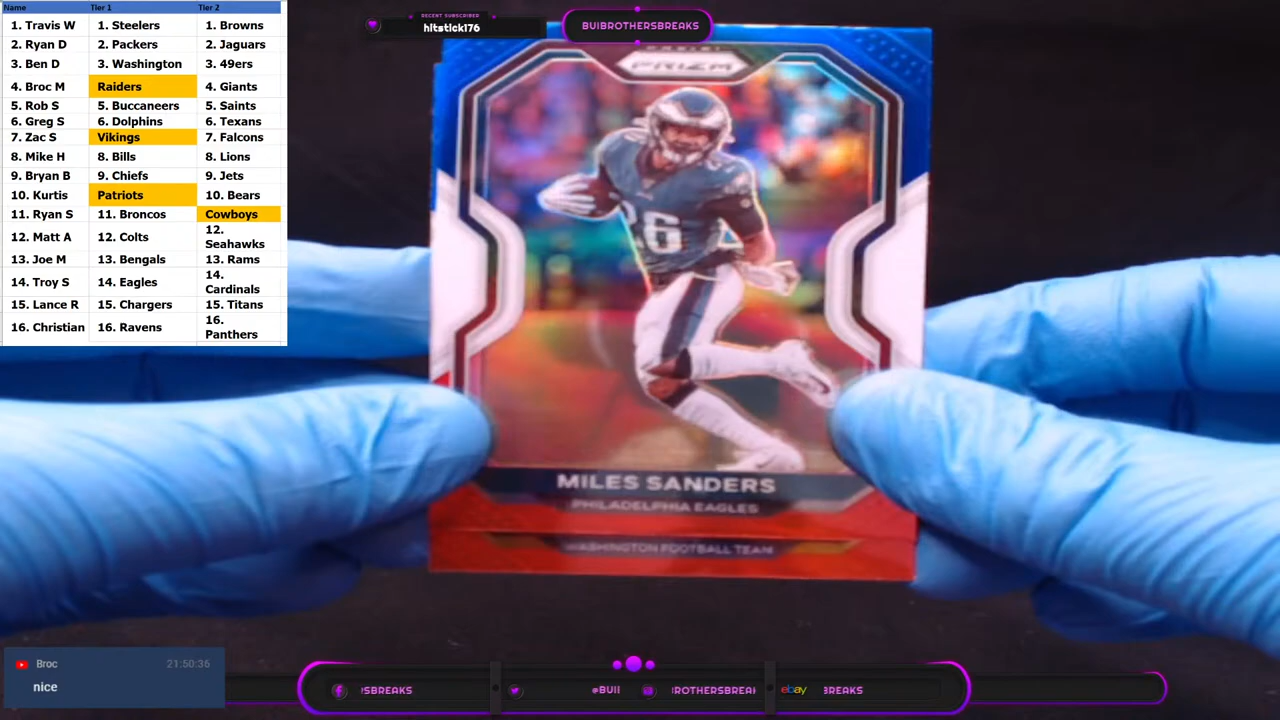 Name Tier 1 Tier 2
1. Travis W 1. Steelers 1. Browns
2. Ryan D 2. Packers 2. Jaguars
3. Ben D 3. Washington 3. 49ers
4. Broc M Raiders 4. Giants
5. Rob S 5. Buccaneers 5. Saints
6. Greg S 6. Dolphins 6. Texans
7. Zac S Vikings 7. Falcons
8. Mike H 8. Bills 8. Lions
9. Bryan B 9. Chiefs 9. Jets
10. Kurtis Patriots 10. Bears
11. Ryan S 11. Broncos Cowboys
12. Matt A 12. Colts 12. Seahawks
13. Joe M 13. Bengals 13. Rams
14. Troy S 14. Eagles 14. Cardinals
15. Lance R 15. Chargers 15. Titans
16. Christian 16. Ravens 16. Panthers
RECENT SUBSCRIBER
hitstick176
BUIBROTHERSBREAKS
PRIZM
26
MILES SANDERS
PHILADELPHIA EAGLES
WASHINGTON FOOTBALL TEAM
Broc 21:50:36
nice
SBREAKS @BUI ROTHERSBREA ebay BREAKS